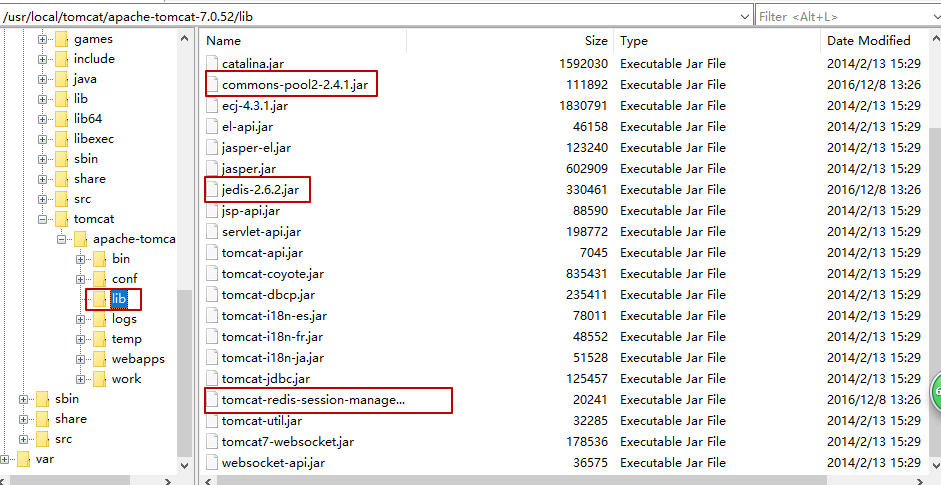 /usr/local/tomcat/apache-tomcat-7.0.52/lib
Filter <Alt+L>
games
include
java
lib
lib64
libexec
sbin
share
src
tomcat
apache-tomca
bin
conf
lib
logs
temp
webapps
work
sbin
share
src
var
Name Size Type Date Modified
catalina.jar 1592030 Executable Jar File 2014/2/13 15:29
commons-pool2-2.4.1.jar 111892 Executable Jar File 2016/12/8 13:26
ecj-4.3.1.jar 1830791 Executable Jar File 2014/2/13 15:29
el-api.jar 46158 Executable Jar File 2014/2/13 15:29
jasper-el.jar 123240 Executable Jar File 2014/2/13 15:29
jasper.jar 602909 Executable Jar File 2014/2/13 15:29
jedis-2.6.2.jar 330461 Executable Jar File 2016/12/8 13:26
jsp-api.jar 88590 Executable Jar File 2014/2/13 15:29
servlet-api.jar 198772 Executable Jar File 2014/2/13 15:29
tomcat-api.jar 7045 Executable Jar File 2014/2/13 15:29
tomcat-coyote.jar 835431 Executable Jar File 2014/2/13 15:29
tomcat-dbcp.jar 235411 Executable Jar File 2014/2/13 15:29
tomcat-i18n-es.jar 78011 Executable Jar File 2014/2/13 15:29
tomcat-i18n-fr.jar 48552 Executable Jar File 2014/2/13 15:29
tomcat-i18n-ja.jar 51528 Executable Jar File 2014/2/13 15:29
tomcat-jdbc.jar 125457 Executable Jar File 2014/2/13 15:29
tomcat-redis-session-manage... 20241 Executable Jar File 2016/12/8 13:26
tomcat-util.jar 32285 Executable Jar File 2014/2/13 15:29
tomcat7-websocket.jar 178536 Executable Jar File 2014/2/13 15:29
websocket-api.jar 36575 Executable Jar File 2014/2/13 15:29